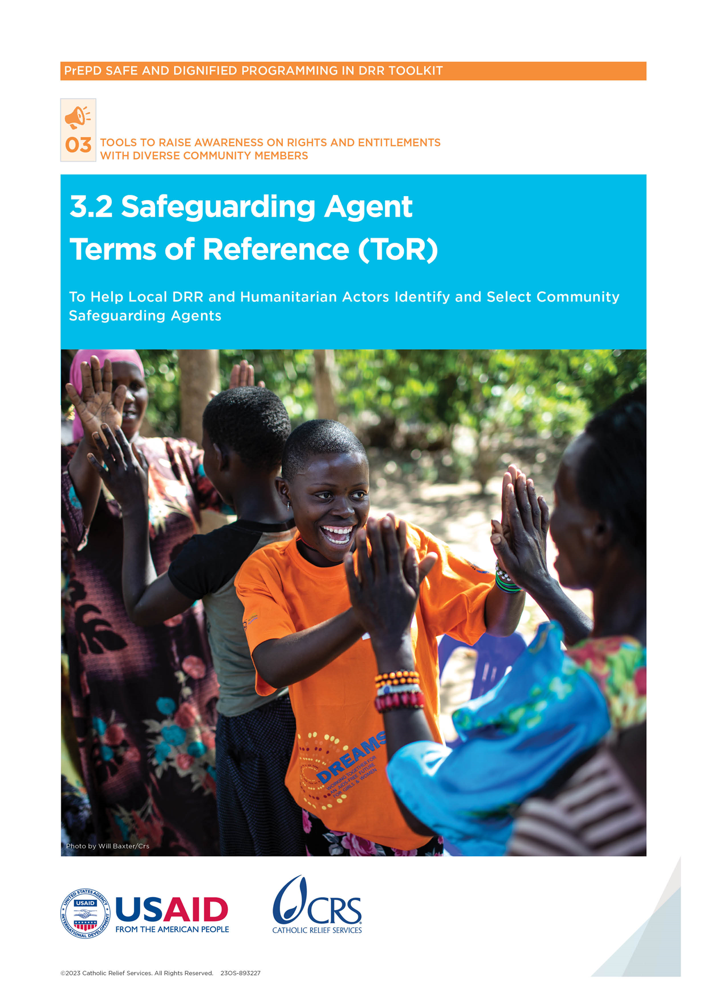 PrEPD SAFE AND DIGNIFIED PROGRAMMING IN DRR TOOLKIT
03
TOOLS TO RAISE AWARENESS ON RIGHTS AND ENTITLEMENTS
WITH DIVERSE COMMUNITY MEMBERS
3.2 Safeguarding Agent
Terms of Reference (ToR)
To Help Local DRR and Humanitarian Actors Identify and Select Community
Safeguarding Agents
DREAMS
WORKING TOGETHER FOR
AN AIDS-FREE FUTURE
FOR GIRLS & WOMEN
Photo by Will Baxter/Crs
UNITED STATES AGENCY
USAID
INTERNATIONAL DEVELOPMENT
USAID
FROM THE AMERICAN PEOPLE
CRS
CATHOLIC RELIEF SERVICES
©2023 Catholic Relief Services. All Rights Reserved. 23OS-893227